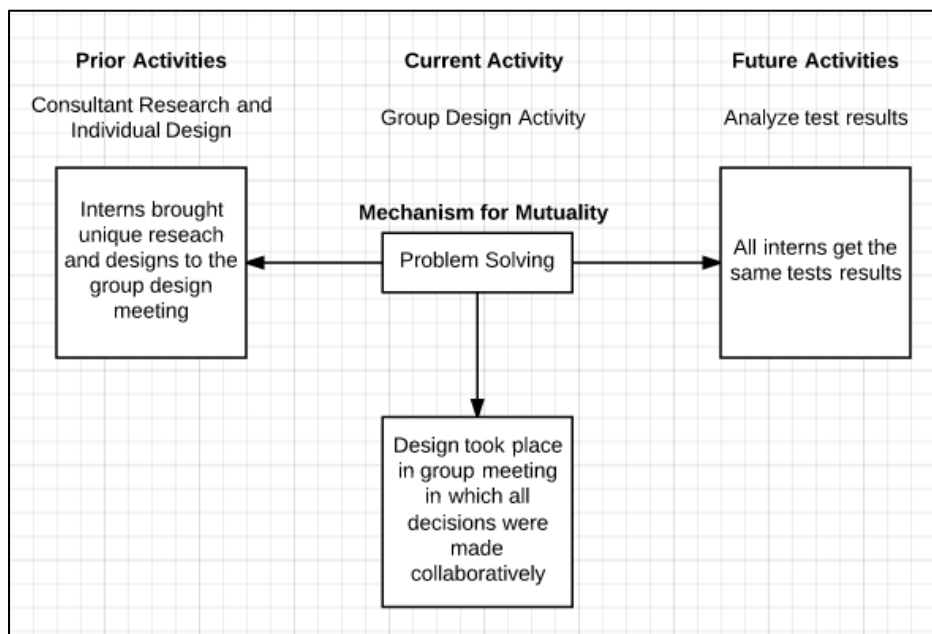 Prior Activities
Consultant Research and
Individual Design
Interns brought
unique reseach
and designs to the
group design
meeting
Current Activity
Group Design Activity
Mechanism for Mutuality
Problem Solving
Design took place
in group meeting
in which all
decisions were
made
collaboratively
Future Activities
Analyze test results
All interns get the
same tests results